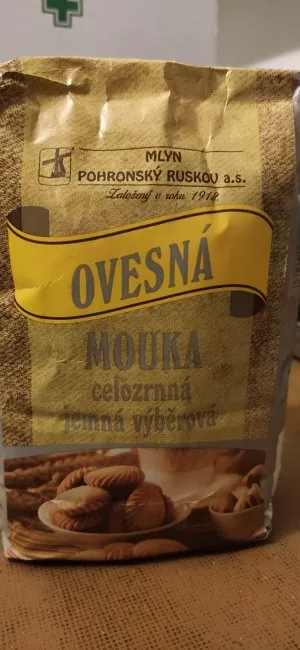 MLYN
POHRONSKÝ RUSKOV a.s.
Založený v roku 1912
OVESNÁ
MOUKA
celozrnná
jemná výběrová